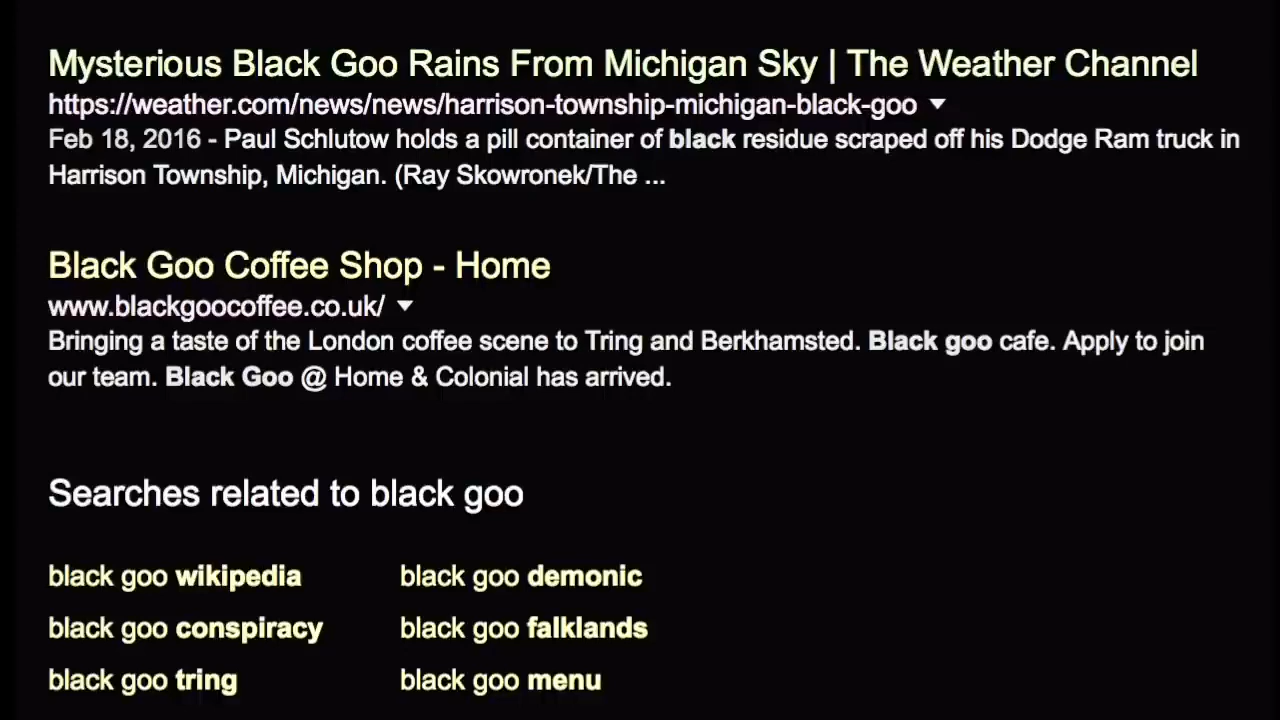 Mysterious Black Goo Rains From Michigan Sky | The Weather Channel
https://weather.com/news/news/harrison-township-michigan-black-goo
Feb 18, 2016 - Paul Schlutow holds a pill container of black residue scraped off his Dodge Ram truck in
Harrison Township, Michigan. (Ray Skowronek/The ...
Black Goo Coffee Shop - Home
www.blackgoocoffee.co.uk/
Bringing a taste of the London coffee scene to Tring and Berkhamsted. Black goo cafe. Apply to join
our team. Black Goo @ Home & Colonial has arrived.
Searches related to black goo
black goo wikipedia black goo demonic
black goo conspiracy black goo falklands
black goo tring black goo menu